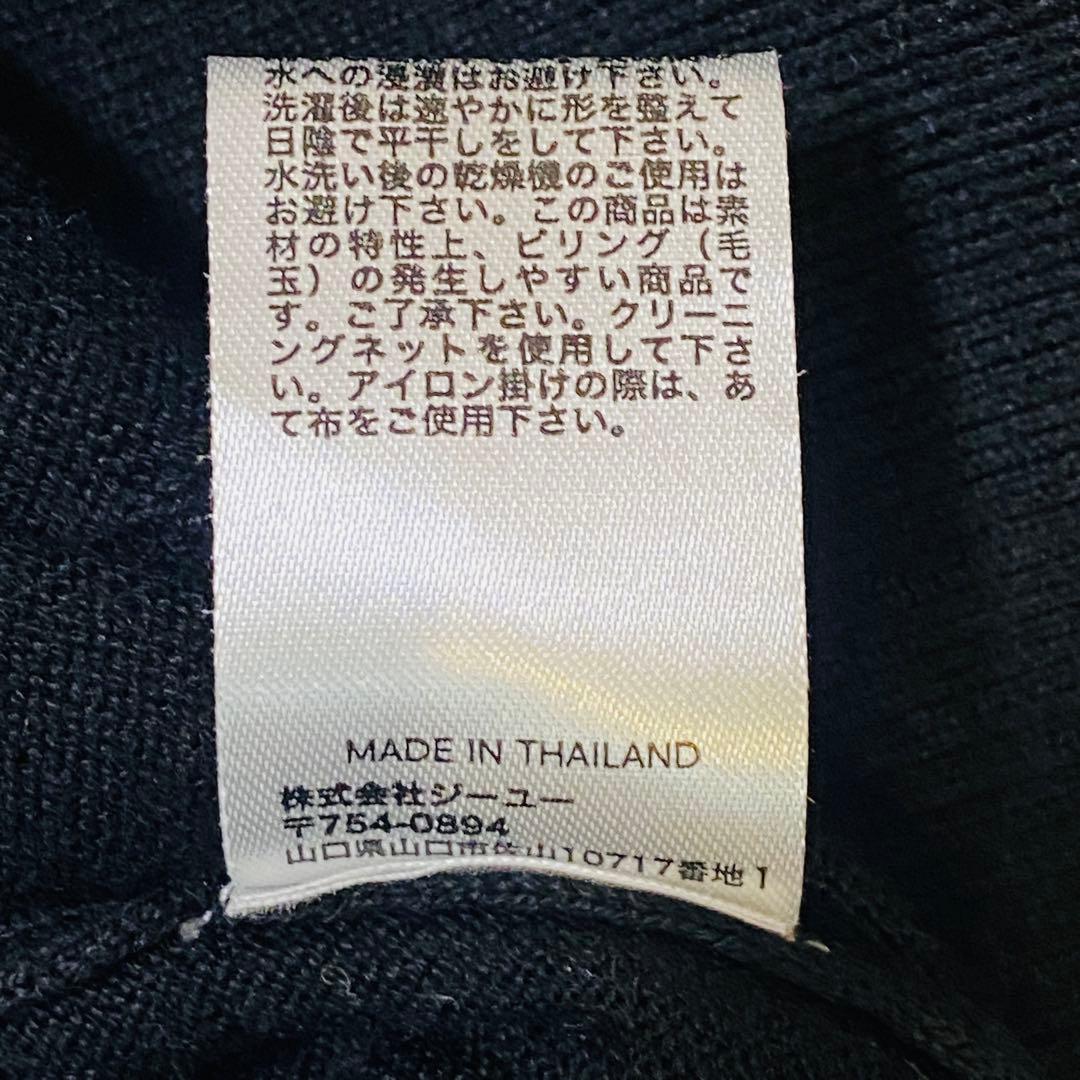 水への浸漬はお避け下さい。
洗濯後は速やかに形を整えて
日陰で平干しをして下さい。
水洗い後の乾燥機のご使用は
お避け下さい。この商品は素
材の特性上、ピリング（毛
玉）の発生しやすい商品で
す。ご了承下さい。クリーニ
ングネットを使用して下さ
い。アイロン掛けの際は、あ
て布をご使用下さい。
MADE IN THAILAND
株式会社ジーユー
〒754-0894
山口県山口市佐山10717番地1